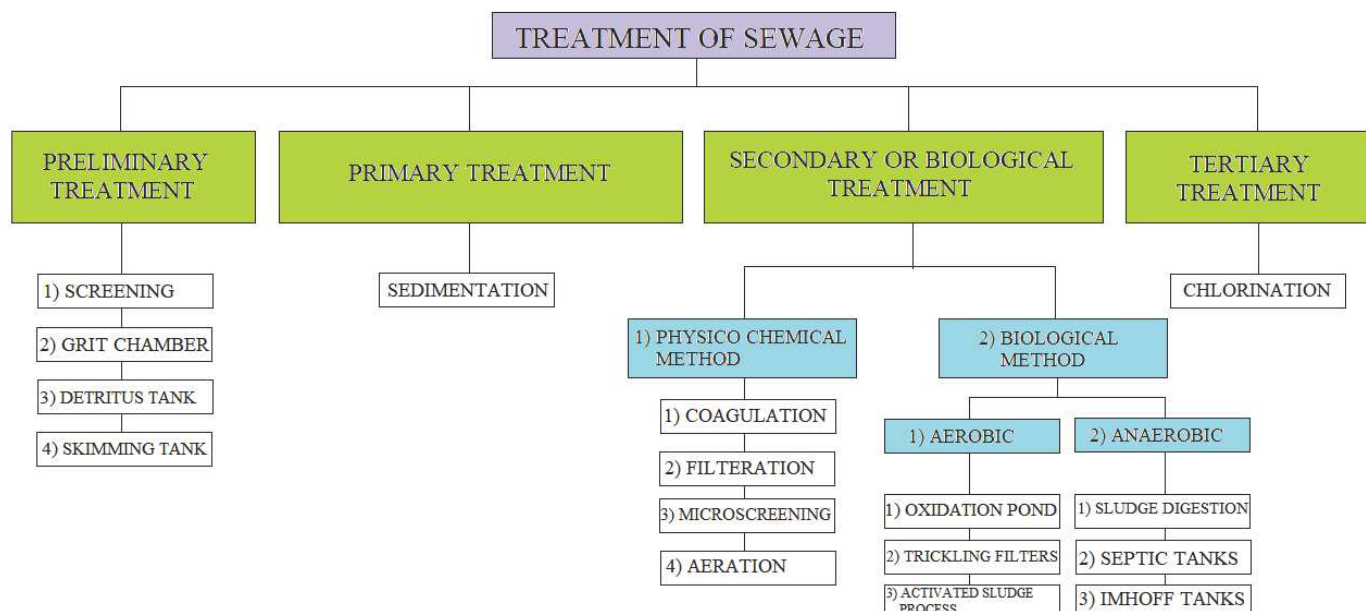 TREATMENT OF SEWAGE
PRELIMINARY
TREATMENT
PRIMARY TREATMENT
SECONDARY OR BIOLOGICAL
TREATMENT
TERTIARY
TREATMENT
1) SCREENING
2) GRIT CHAMBER
3) DETRITUS TANK
4) SKIMMING TANK
SEDIMENTATION
1) PHYSICO CHEMICAL
METHOD
1) COAGULATION
2) FILTERATION
3) MICROSCREENING
4) AERATION
2) BIOLOGICAL
METHOD
1) AEROBIC
1) OXIDATION POND
2) TRICKLING FILTERS
3) ACTIVATED SLUDGE
PROCESS
2) ANAEROBIC
1) SLUDGE DIGESTION
2) SEPTIC TANKS
3) IMHOFF TANKS
CHLORINATION